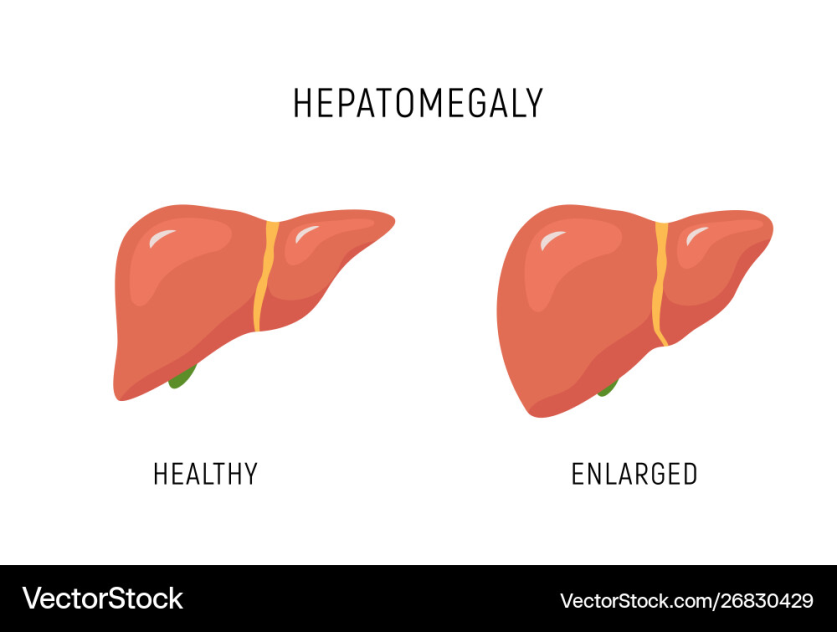 HEPATOMEGALY
HEALTHY
ENLARGED
VectorStock
VectorStock.com/26830429